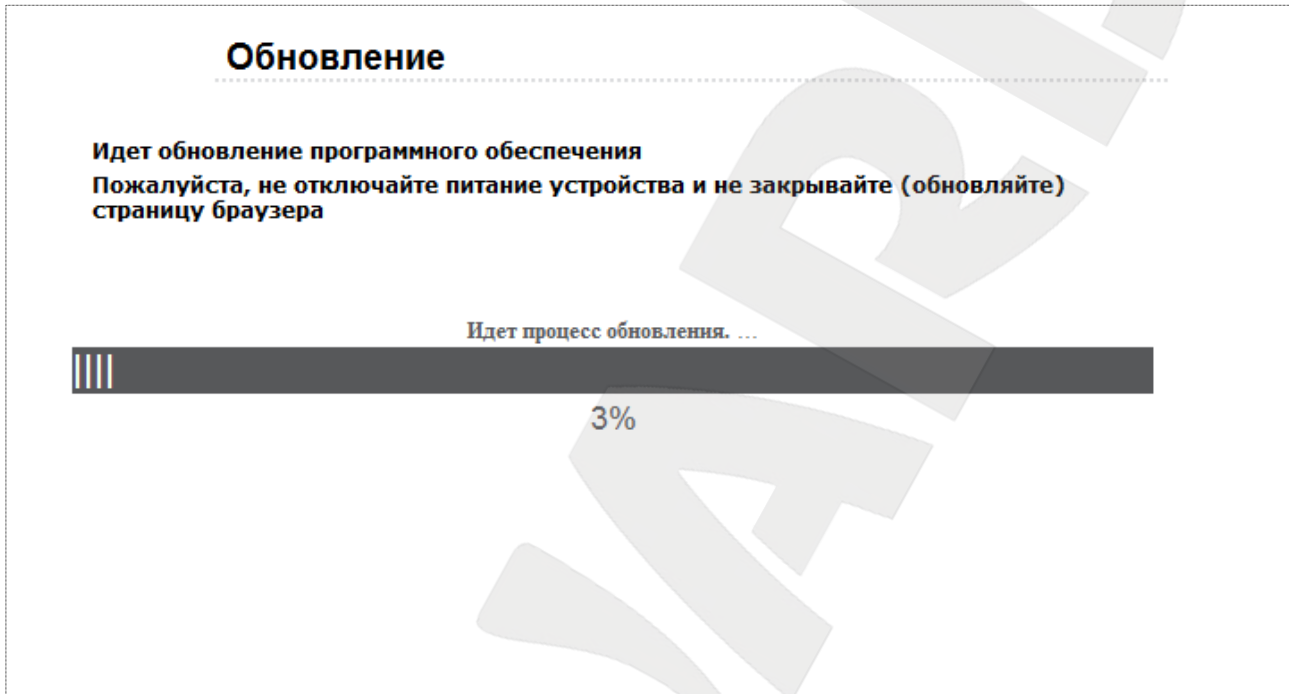 Обновление
Идет обновление программного обеспечения
Пожалуйста, не отключайте питание устройства и не закрывайте (обновляйте)
страницу браузера
Идет процесс обновления. ...
3%